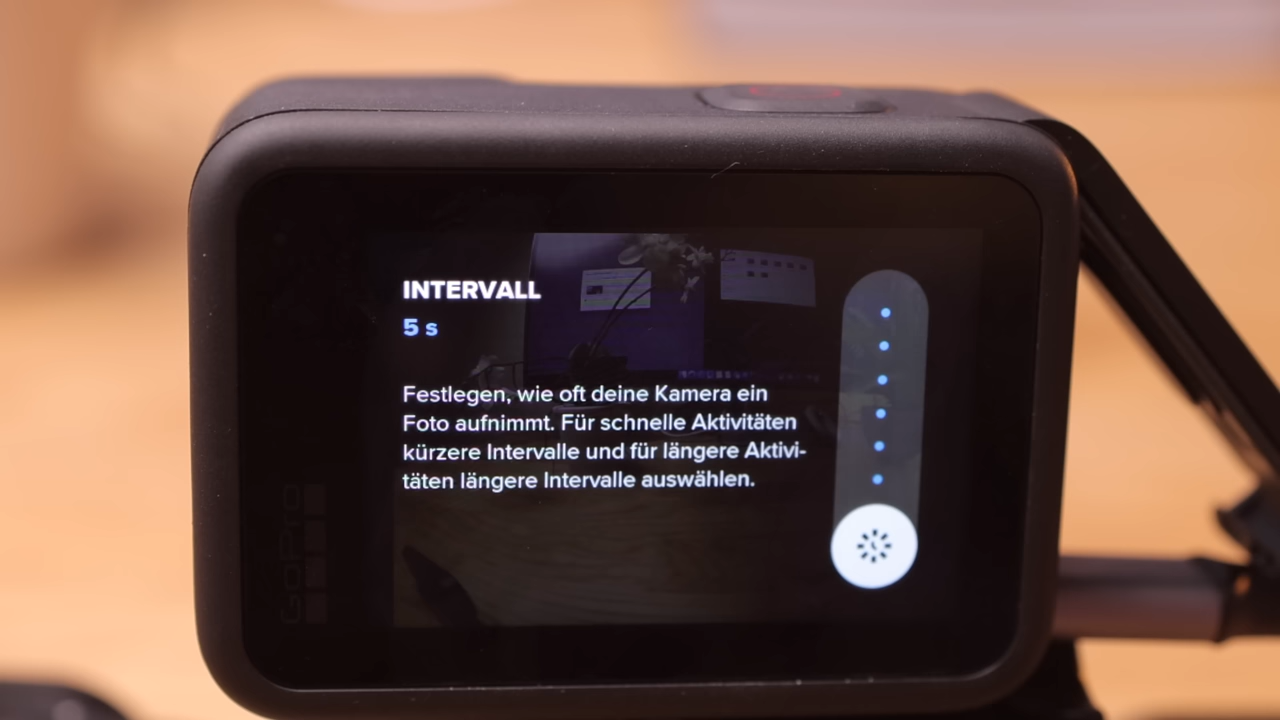 INTERVALL
5 s
Festlegen, wie oft deine Kamera ein
Foto aufnimmt. Für schnelle Aktivitäten
kürzere Intervalle und für längere Aktivi-
täten längere Intervalle auswählen.
GoPro